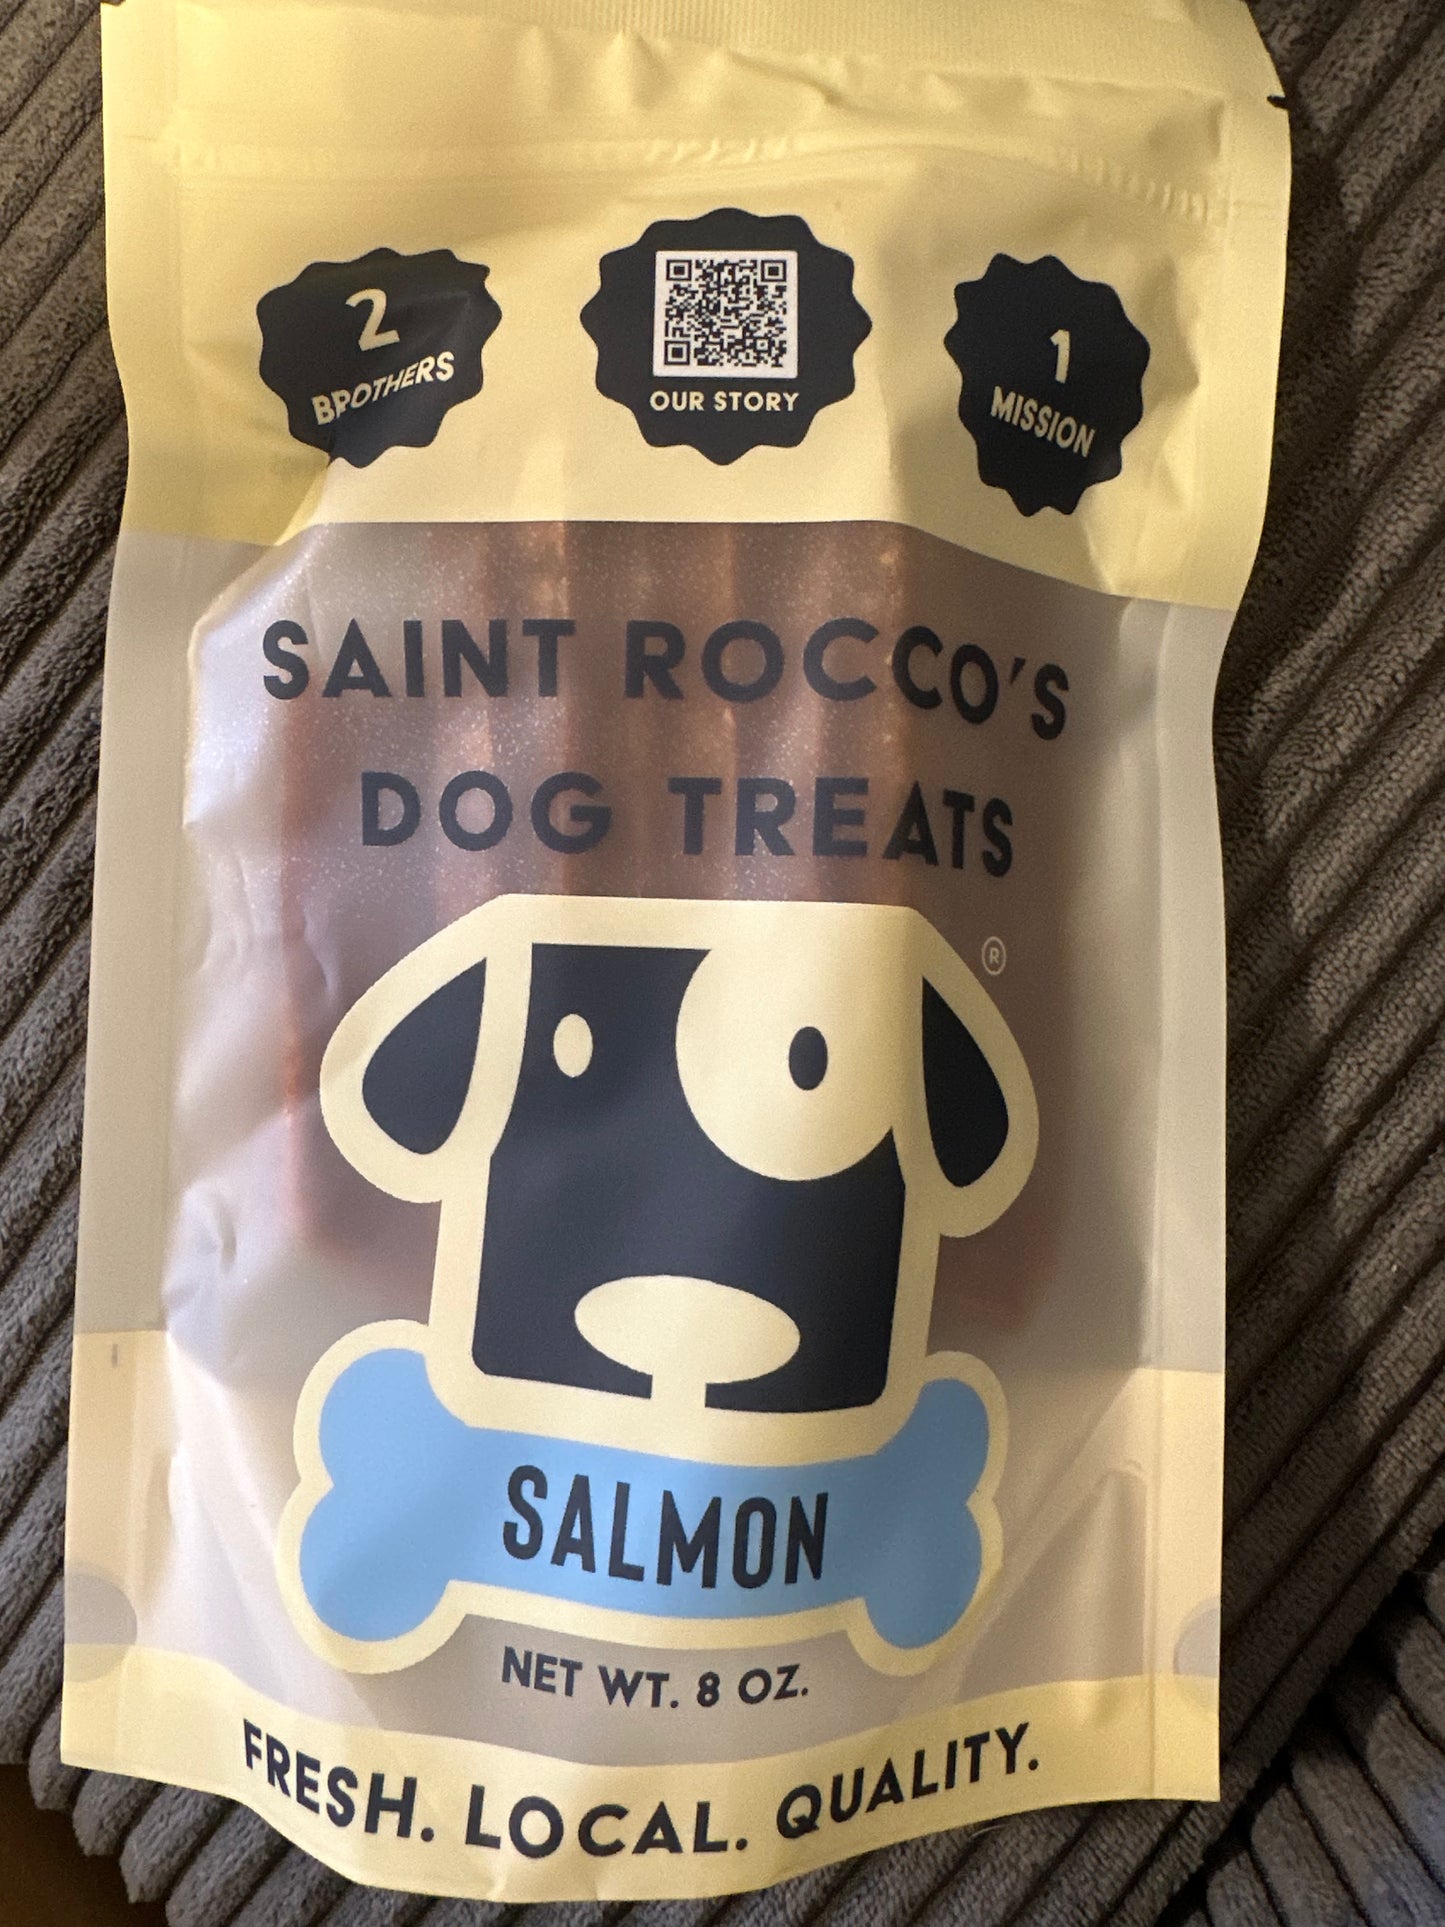 2
BROTHERS
OUR STORY
1
MISSION
SAINT ROCCO'S
DOG TREATS
®
SALMON
NET WT. 8 OZ.
FRESH. LOCAL. QUALITY.